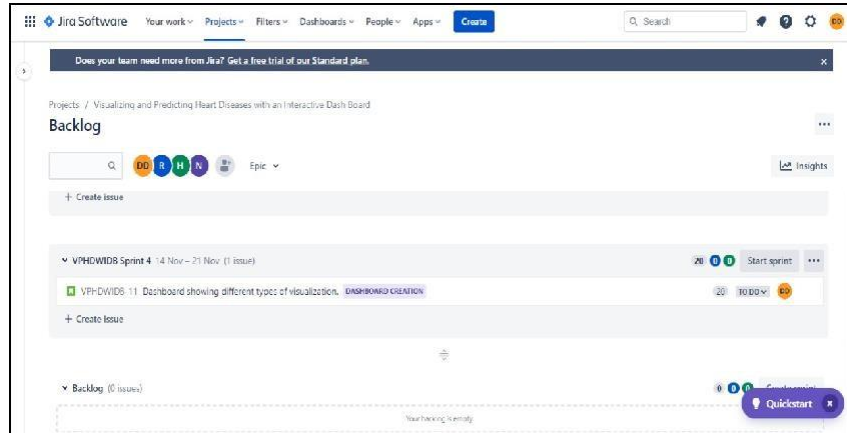 Jira Software Your work Projects Filters Dashboards People Apps Create Search DD
Does your team need more from Jira? Get a free trial of our Standard plan. ×
Projects / Visualizing and Predicting Heart Diseases with an Interactive Dash Board
Backlog
DD R H N Epic Insights
+ Create issue
VPHDWIDB Sprint 4 14 Nov – 21 Nov (1 issue) 20 0 0 Start sprint
VPHDWIDB-11 Dashboard showing different types of visualization. DASHBOARD CREATION 20 TO DO DD
+ Create issue
Backlog (0 issues) 0 0 0 Create sprint
Your backlog is empty.
Quickstart ×